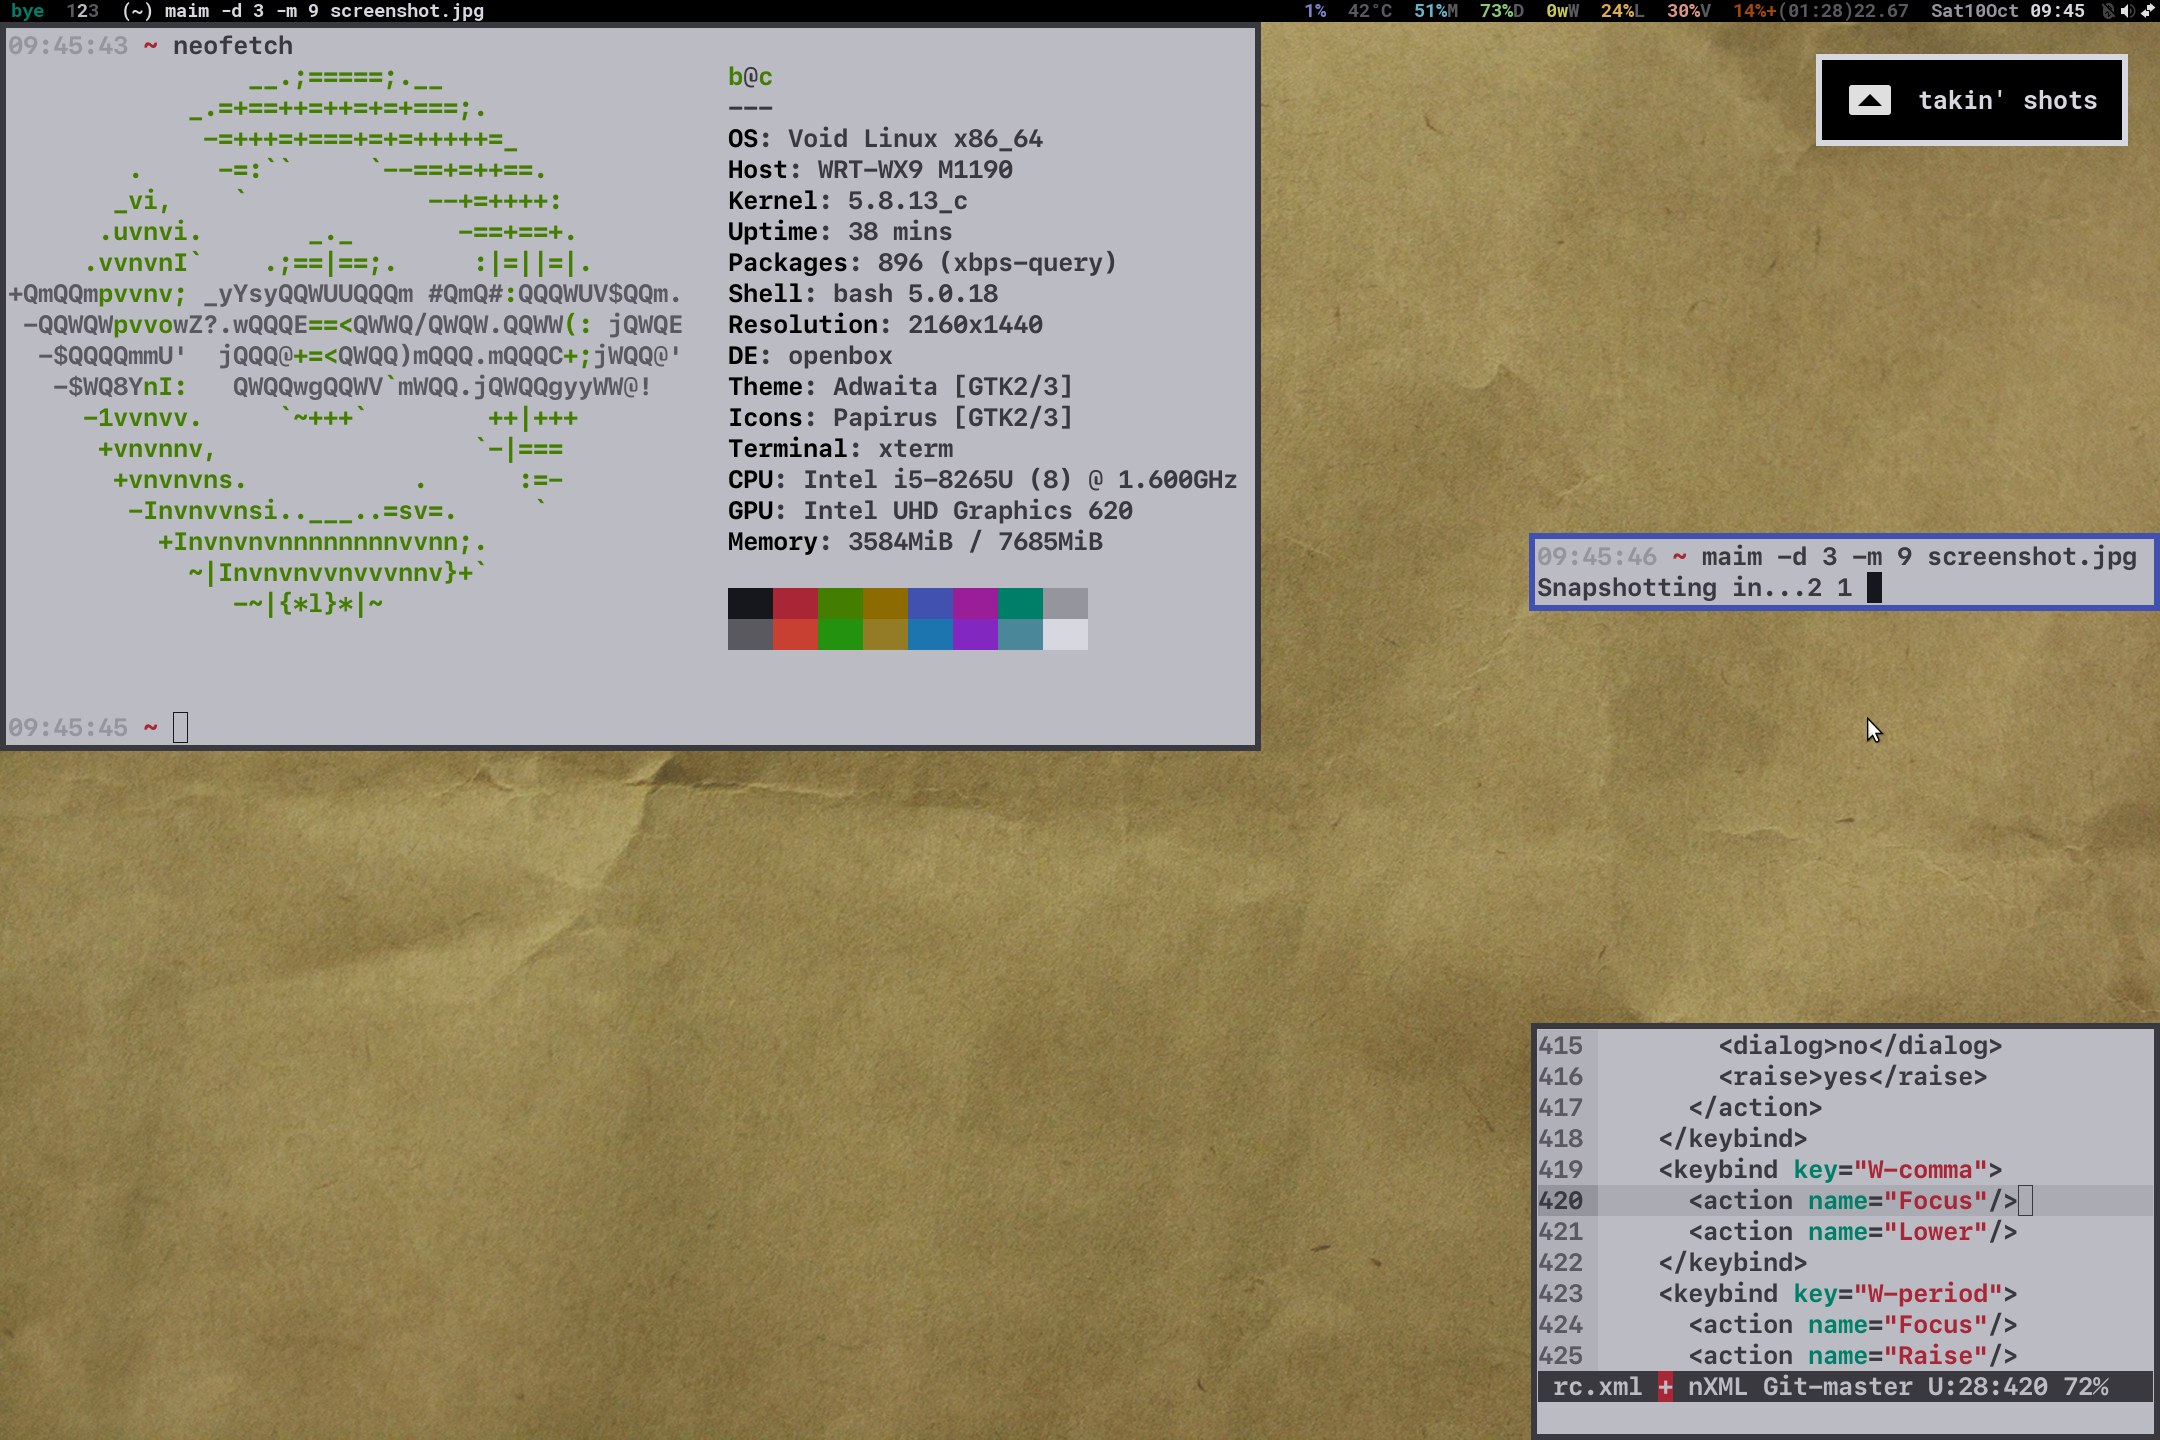 bye 123 (~) maim -d 3 -m 9 screenshot.jpg 1% 42°C 51%M 73%D 0wW 24%L 30%V 14%+(01:28)22.67 Sat10Oct 09:45
09:45:43 ~ neofetch
__.;=====;.__
_.=+==++=++=+=+===;.
-=+++=+===+=+=+++++=_
.     -=:``     `--==+=++==.
_vi,    `            --+=++++:
.uvnvi.       _._       -==+==+.
.vvnvnI`    .;==|==;.     :|=||=|.
+QmQQmpvvnv; _yYsyQQWUUQQQm #QmQ#:QQQWUV$QQm.
-QQWQWpvvowZ?.wQQQE==<QWWQ/QWQW.QQWW(: jQWQE
-$QQQQmmU'  jQQQ@+=<QWQQ)mQQQ.mQQQC+;jWQQ@'
-$WQ8YnI:   QWQQwgQQWV`mWQQ.jQWQQgyyWW@!
-1vvnvv.     `~+++`        ++|+++
+vnvnnv,                 `-|===
+vnvnvns.           .      :=-
-Invnvvnsi..___..=sv=.     `
+Invnvnvnnnnnnnnvvnn;.
~|Invnvnvvnvvvnnv}+`
-~|{*l}*|~
b@c
---
OS: Void Linux x86_64
Host: WRT-WX9 M1190
Kernel: 5.8.13_c
Uptime: 38 mins
Packages: 896 (xbps-query)
Shell: bash 5.0.18
Resolution: 2160x1440
DE: openbox
Theme: Adwaita [GTK2/3]
Icons: Papirus [GTK2/3]
Terminal: xterm
CPU: Intel i5-8265U (8) @ 1.600GHz
GPU: Intel UHD Graphics 620
Memory: 3584MiB / 7685MiB
09:45:45 ~
takin' shots
09:45:46 ~ maim -d 3 -m 9 screenshot.jpg
Snapshotting in...2 1
415         <dialog>no</dialog>
416         <raise>yes</raise>
417       </action>
418     </keybind>
419     <keybind key="W-comma">
420       <action name="Focus"/>
421       <action name="Lower"/>
422     </keybind>
423     <keybind key="W-period">
424       <action name="Focus"/>
425       <action name="Raise"/>
rc.xml + nXML Git-master U:28:420 72%